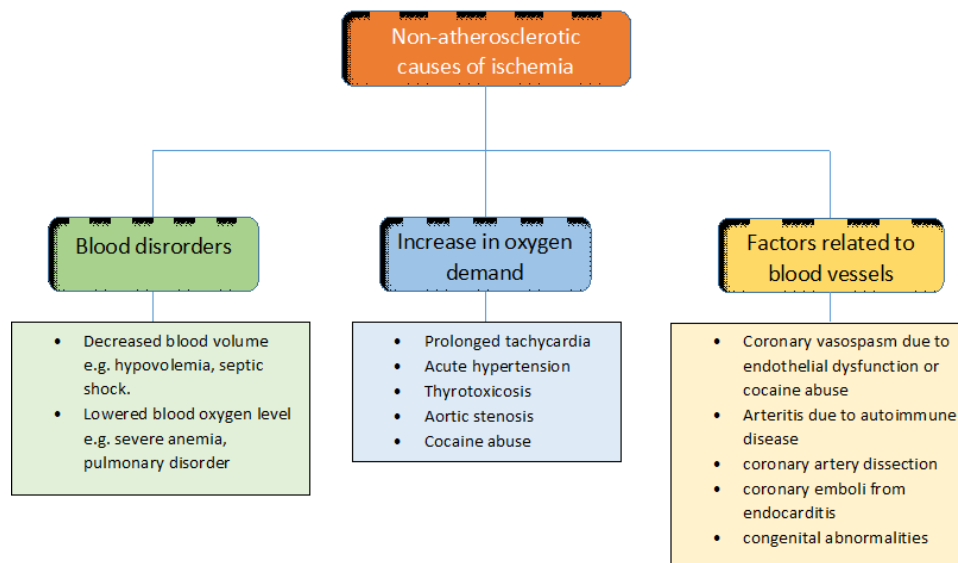 Non-atherosclerotic
causes of ischemia
Blood disrorders
Increase in oxygen
demand
Factors related to
blood vessels
• Decreased blood volume
e.g. hypovolemia, septic
shock.
• Lowered blood oxygen level
e.g. severe anemia,
pulmonary disorder
• Prolonged tachycardia
• Acute hypertension
• Thyrotoxicosis
• Aortic stenosis
• Cocaine abuse
• Coronary vasospasm due to
endothelial dysfunction or
cocaine abuse
• Arteritis due to autoimmune
disease
• coronary artery dissection
• coronary emboli from
endocarditis
• congenital abnormalities